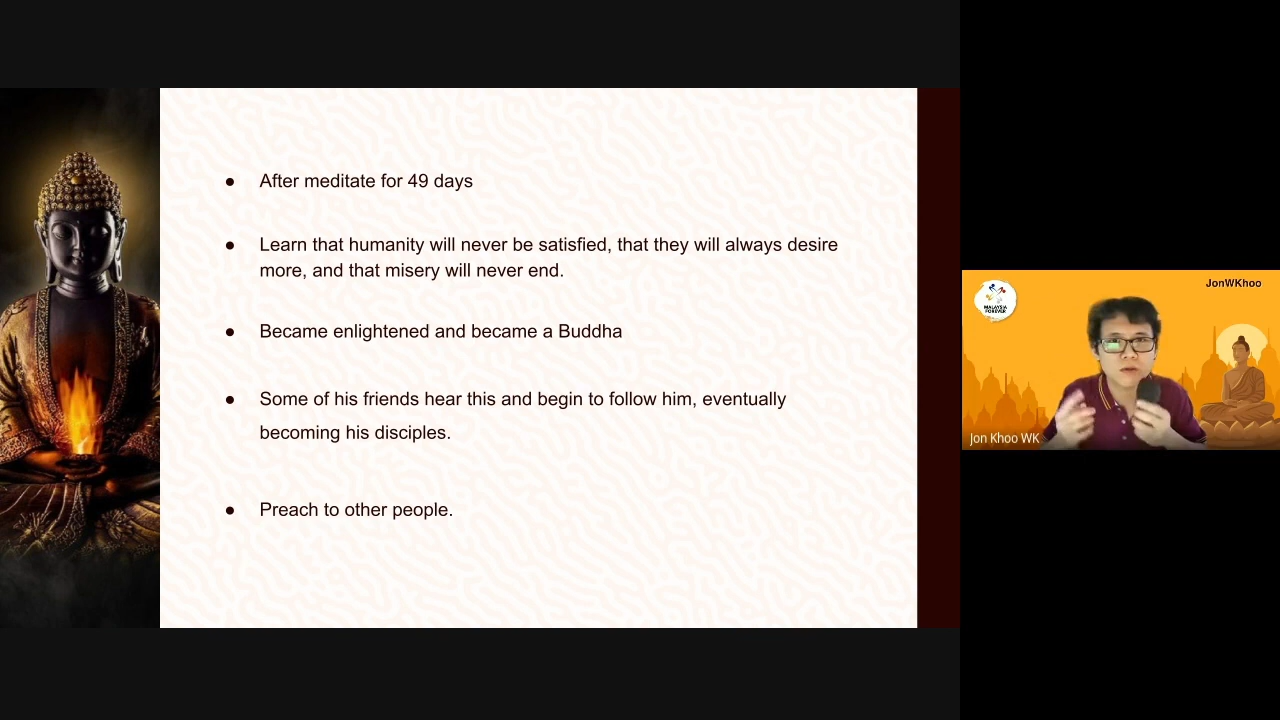 ● After meditate for 49 days
● Learn that humanity will never be satisfied, that they will always desire
more, and that misery will never end.
● Became enlightened and became a Buddha
● Some of his friends hear this and begin to follow him, eventually
becoming his disciples.
● Preach to other people.
JonWKhoo
MALAYSIA
FOREVER
Jon Khoo WK